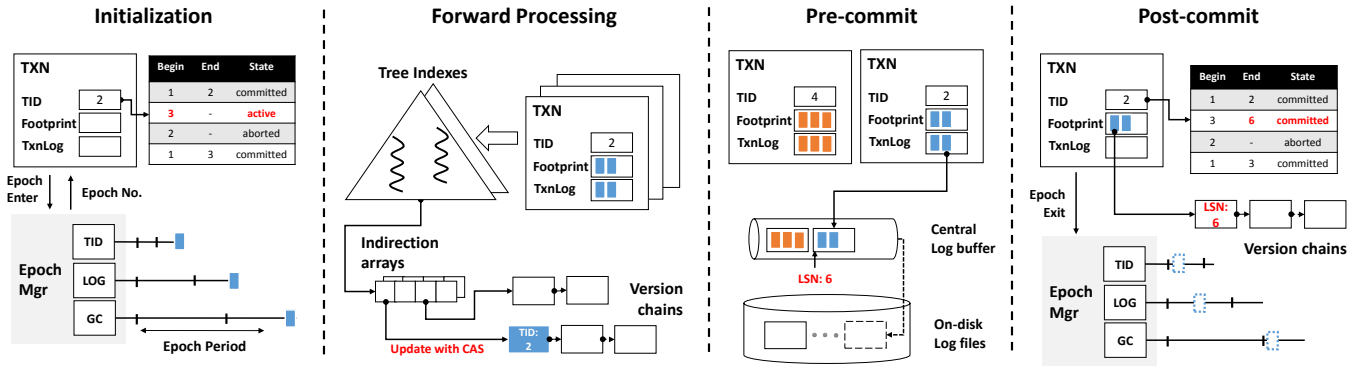 Initialization
TXN
TID
2
Footprint
TxnLog
Begin End State
1 2 committed
3 - active
2 - aborted
1 3 committed
Epoch
Enter
Epoch No.
Epoch
Mgr
TID
LOG
GC
Epoch Period
Forward Processing
Tree Indexes
TXN
TID
2
Footprint
TxnLog
Indirection
arrays
Version
chains
Update with CAS
TID:
2
Pre-commit
TXN
TID
4
Footprint
TxnLog
TXN
TID
2
Footprint
TxnLog
Central
Log buffer
LSN: 6
On-disk
Log files
Post-commit
TXN
TID
2
Footprint
TxnLog
Begin End State
1 2 committed
3 6 committed
2 - aborted
1 3 committed
Epoch
Exit
LSN:
6
Version chains
Epoch
Mgr
TID
LOG
GC